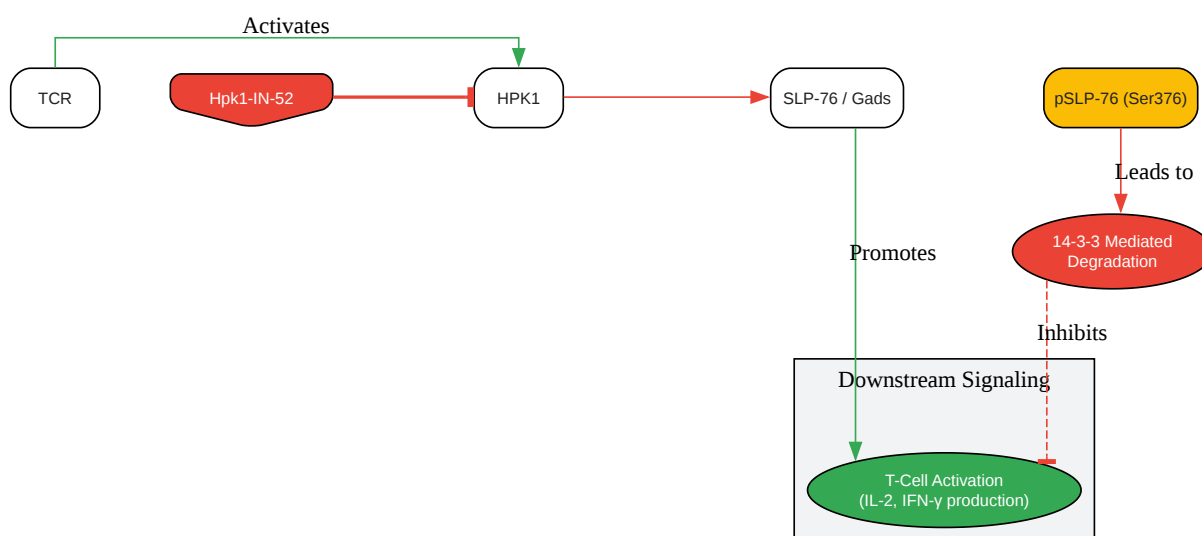 Activates
TCR
Hpk1-IN-52
HPK1
SLP-76 / Gads
pSLP-76 (Ser376)
Leads to
14-3-3 Mediated
Degradation
Promotes
Inhibits
Downstream Signaling
T-Cell Activation
(IL-2, IFN-γ production)